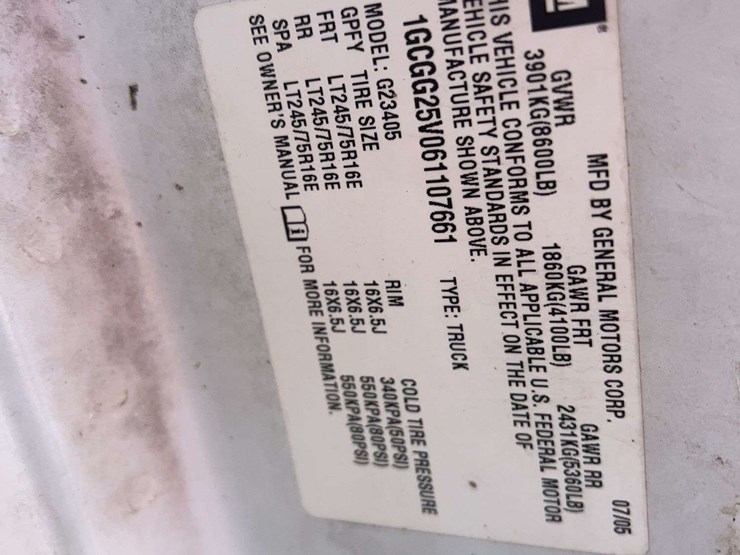 M ®
MFD BY GENERAL MOTORS CORP. 07/05
GVWR GAWR FRT GAWR RR
3901KG(8600LB) 1860KG(4100LB) 2431KG(5360LB)
HIS VEHICLE CONFORMS TO ALL APPLICABLE U.S. FEDERAL MOTOR
EHICLE SAFETY STANDARDS IN EFFECT ON THE DATE OF
MANUFACTURE SHOWN ABOVE.
1GCGG25V061107661 TYPE: TRUCK
MODEL: G23405
GPFY TIRE SIZE RIM COLD TIRE PRESSURE
FRT LT245/75R16E 16X6.5J 340KPA(50PSI)
RR LT245/75R16E 16X6.5J 550KPA(80PSI)
SPA LT245/75R16E 16X6.5J 550KPA(80PSI)
SEE OWNER'S MANUAL i FOR MORE INFORMATION.